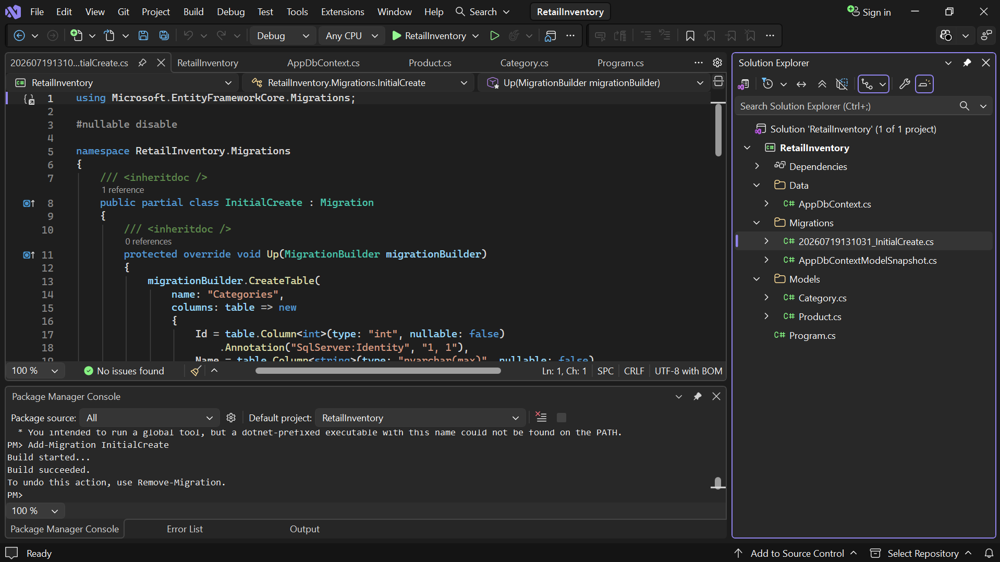 File Edit View Git Project Build Debug Test Tools Extensions Window Help Search RetailInventory Sign in
Debug Any CPU RetailInventory
202607191310...tialCreate.cs RetailInventory AppDbContext.cs Product.cs Category.cs Program.cs
RetailInventory RetailInventory.Migrations.InitialCreate Up(MigrationBuilder migrationBuilder)
1 using Microsoft.EntityFrameworkCore.Migrations;
2
3 #nullable disable
4
5 namespace RetailInventory.Migrations
6 {
7 /// <inheritdoc />
1 reference
8 public partial class InitialCreate : Migration
9 {
10 /// <inheritdoc />
0 references
11 protected override void Up(MigrationBuilder migrationBuilder)
12 {
13 migrationBuilder.CreateTable(
14 name: "Categories",
15 columns: table => new
16 {
17 Id = table.Column<int>(type: "int", nullable: false)
18 .Annotation("SqlServer:Identity", "1, 1"),
19 Name = table.Column<string>(type: "nvarchar(max)", nullable: false)
100 % No issues found Ln: 1, Ch: 1 SPC CRLF UTF-8 with BOM
Package Manager Console
Package source: All Default project: RetailInventory
* You intended to run a global tool, but a dotnet-prefixed executable with this name could not be found on the PATH.
PM> Add-Migration InitialCreate
Build started...
Build succeeded.
To undo this action, use Remove-Migration.
PM>
100 %
Package Manager Console Error List Output
Solution Explorer
Search Solution Explorer (Ctrl+;)
Solution 'RetailInventory' (1 of 1 project)
C# RetailInventory
Dependencies
Data
C# AppDbContext.cs
Migrations
C# 20260719131031_InitialCreate.cs
C# AppDbContextModelSnapshot.cs
Models
C# Category.cs
C# Product.cs
C# Program.cs
Ready Add to Source Control Select Repository